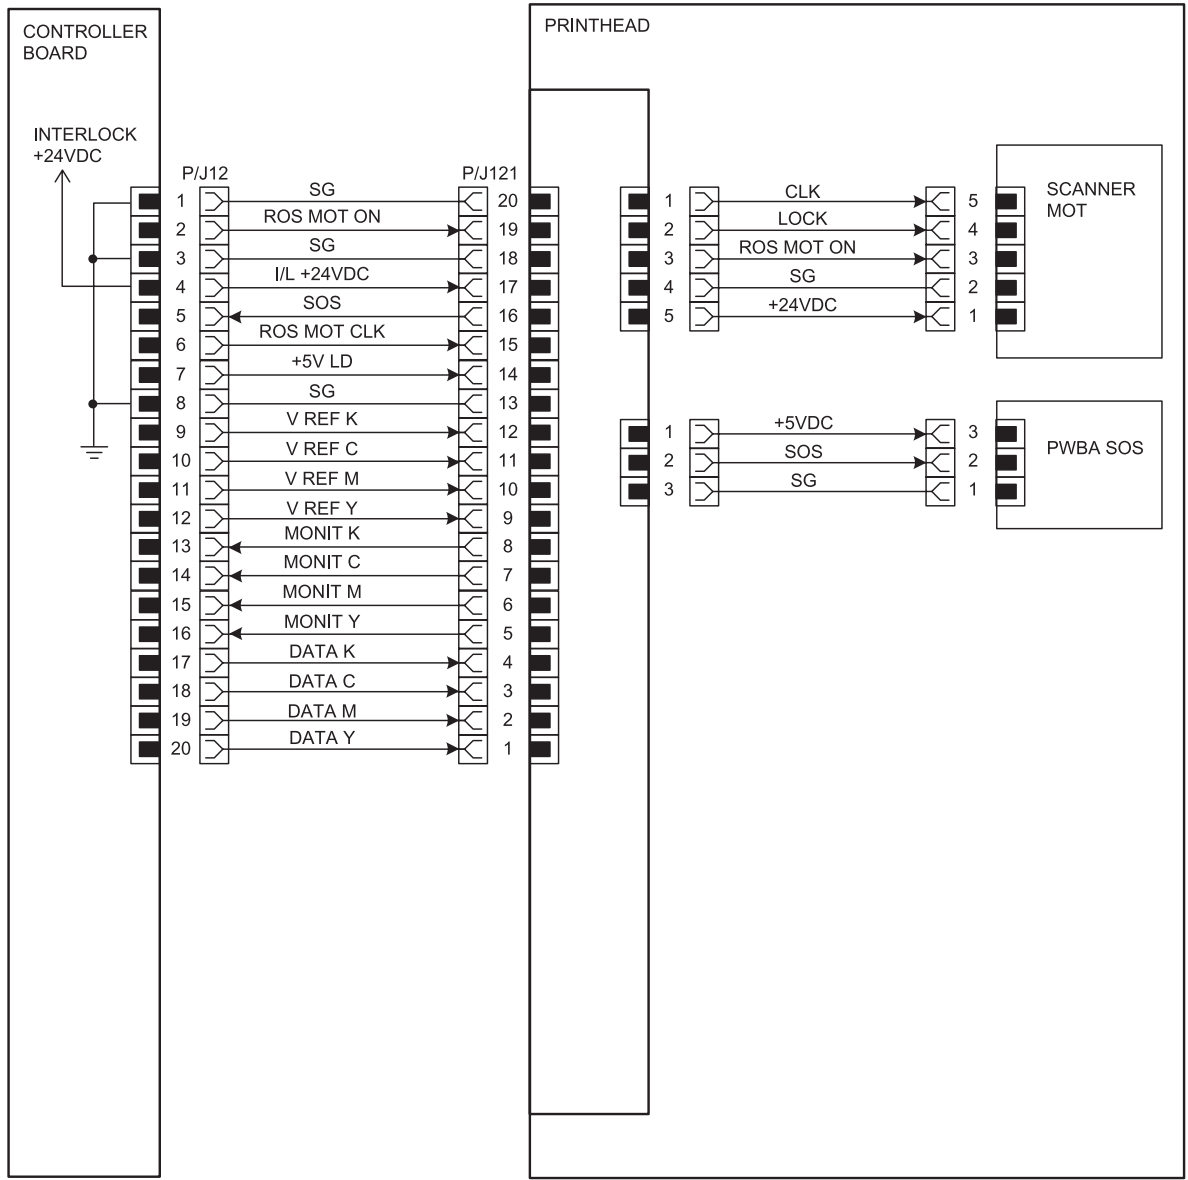 CONTROLLER
BOARD
PRINTHEAD
INTERLOCK
+24VDC
P/J12
P/J121
1 SG 20
2 ROS MOT ON 19
3 SG 18
4 I/L +24VDC 17
5 SOS 16
6 ROS MOT CLK 15
7 +5V LD 14
8 SG 13
9 V REF K 12
10 V REF C 11
11 V REF M 10
12 V REF Y 9
13 MONIT K 8
14 MONIT C 7
15 MONIT M 6
16 MONIT Y 5
17 DATA K 4
18 DATA C 3
19 DATA M 2
20 DATA Y 1
1 CLK 5
2 LOCK 4
3 ROS MOT ON 3
4 SG 2
5 +24VDC 1
SCANNER
MOT
1 +5VDC 3
2 SOS 2
3 SG 1
PWBA SOS